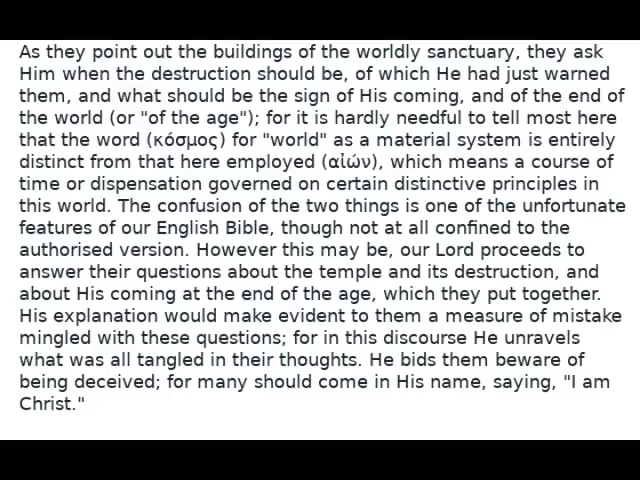 As they point out the buildings of the worldly sanctuary, they ask
Him when the destruction should be, of which He had just warned
them, and what should be the sign of His coming, and of the end of
the world (or "of the age"); for it is hardly needful to tell most here
that the word (κόσμος) for "world" as a material system is entirely
distinct from that here employed (αἰών), which means a course of
time or dispensation governed on certain distinctive principles in
this world. The confusion of the two things is one of the unfortunate
features of our English Bible, though not at all confined to the
authorised version. However this may be, our Lord proceeds to
answer their questions about the temple and its destruction, and
about His coming at the end of the age, which they put together.
His explanation would make evident to them a measure of mistake
mingled with these questions; for in this discourse He unravels
what was all tangled in their thoughts. He bids them beware of
being deceived; for many should come in His name, saying, "I am
Christ."